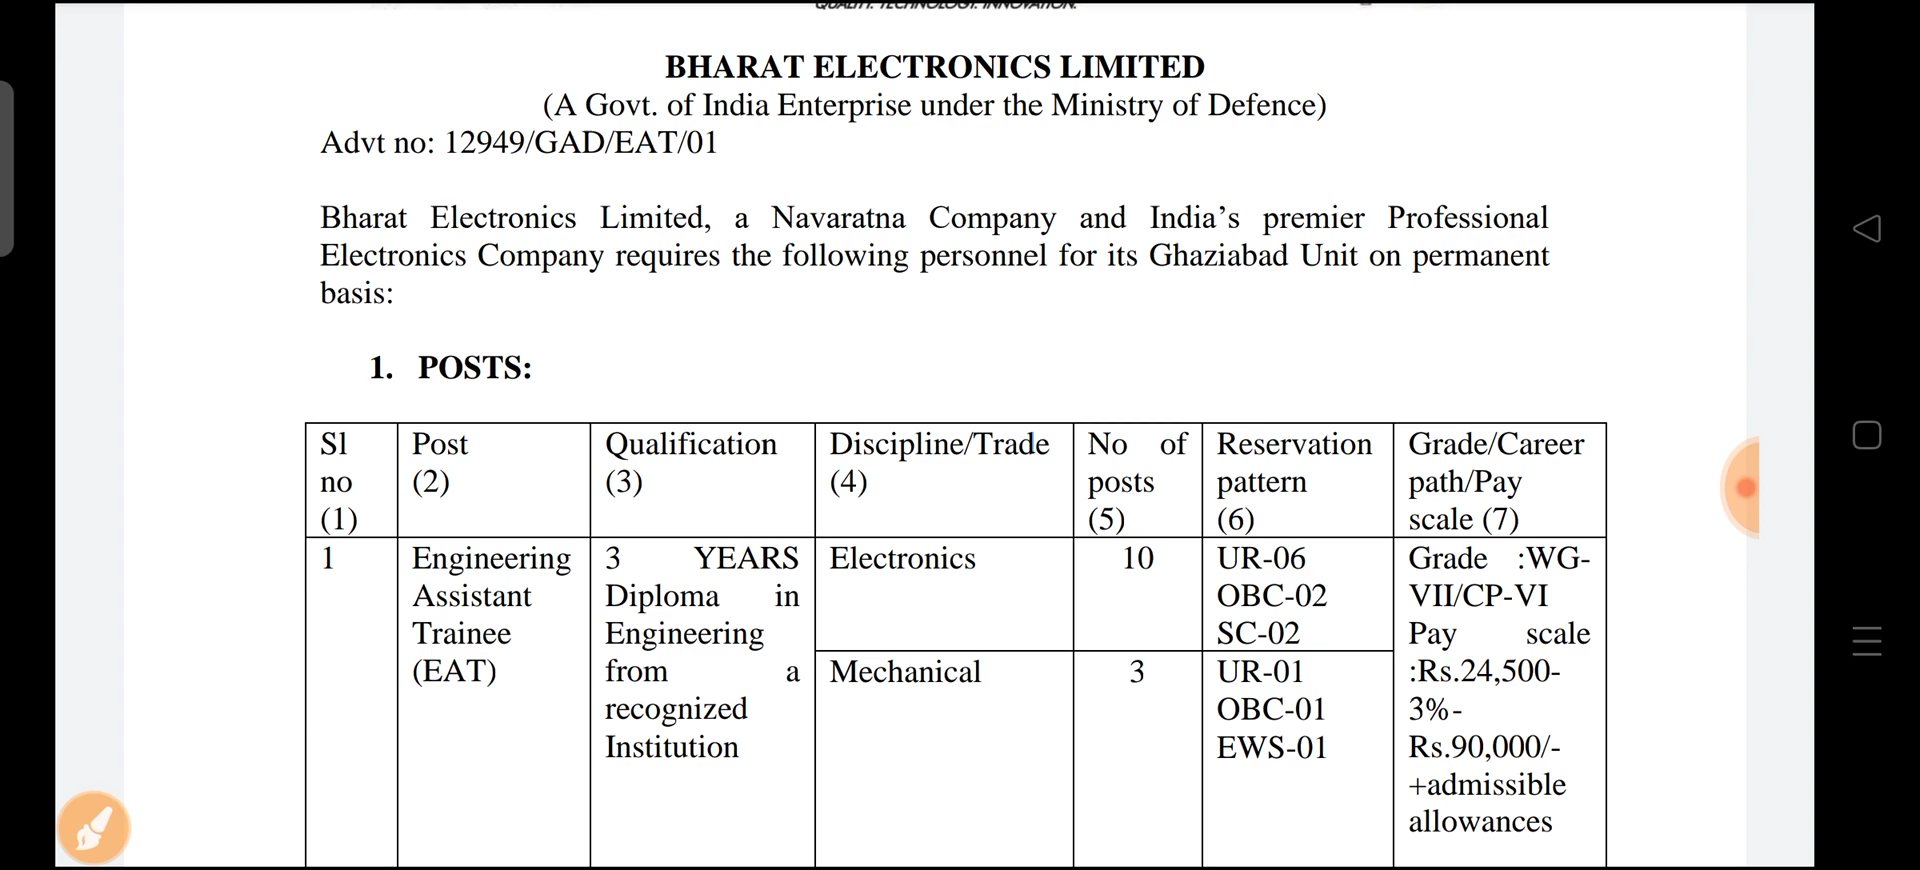 QUALITY. TECHNOLOGY. INNOVATION.
BHARAT ELECTRONICS LIMITED
(A Govt. of India Enterprise under the Ministry of Defence)
Advt no: 12949/GAD/EAT/01
Bharat Electronics Limited, a Navaratna Company and India’s premier Professional
Electronics Company requires the following personnel for its Ghaziabad Unit on permanent
basis:
1. POSTS:
Sl
no
(1)
Post
(2)
Qualification
(3)
Discipline/Trade
(4)
No of
posts
(5)
Reservation
pattern
(6)
Grade/Career
path/Pay
scale (7)
1
Engineering
Assistant
Trainee
(EAT)
3 YEARS
Diploma in
Engineering
from a
recognized
Institution
Electronics
10
UR-06
OBC-02
SC-02
Mechanical
3
UR-01
OBC-01
EWS-01
Grade :WG-
VII/CP-VI
Pay scale
:Rs.24,500-
3%-
Rs.90,000/-
+admissible
allowances